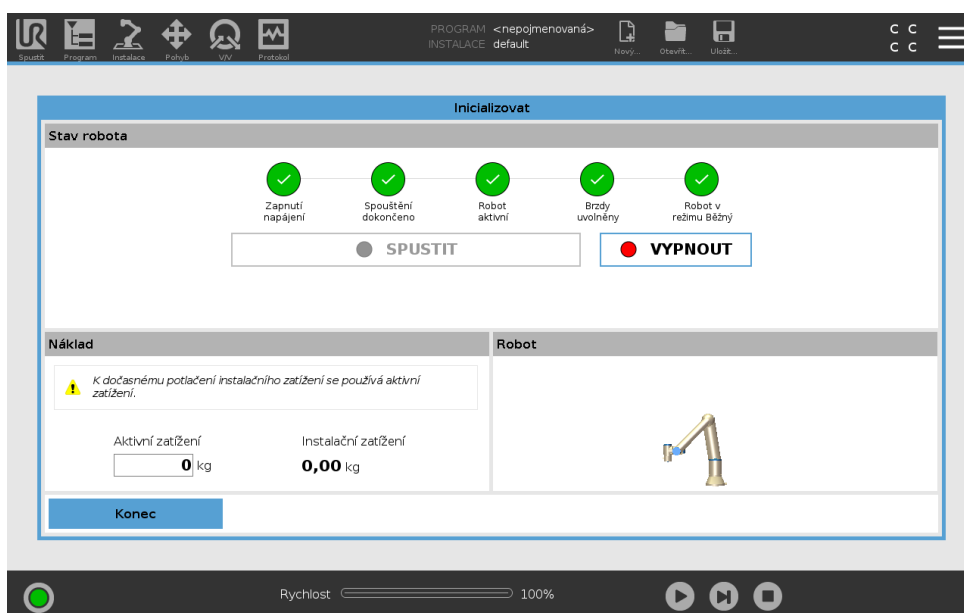 PROGRAM <nepojmenovaná>
INSTALACE default
C C
C C
Spustit Program Instalace Pohyb V/V Protokol Nový... Otevřít... Uložit...
Inicializovat
Stav robota
Zapnutí napájení
Spouštění dokončeno
Robot aktivní
Brzdy uvolněny
Robot v režimu Běžný
SPUSTIT
VYPNOUT
Náklad
Robot
K dočasnému potlačení instalačního zatížení se používá aktivní
zatížení.
Aktivní zatížení Instalační zatížení
0 kg 0,00 kg
Konec
Rychlost 100%